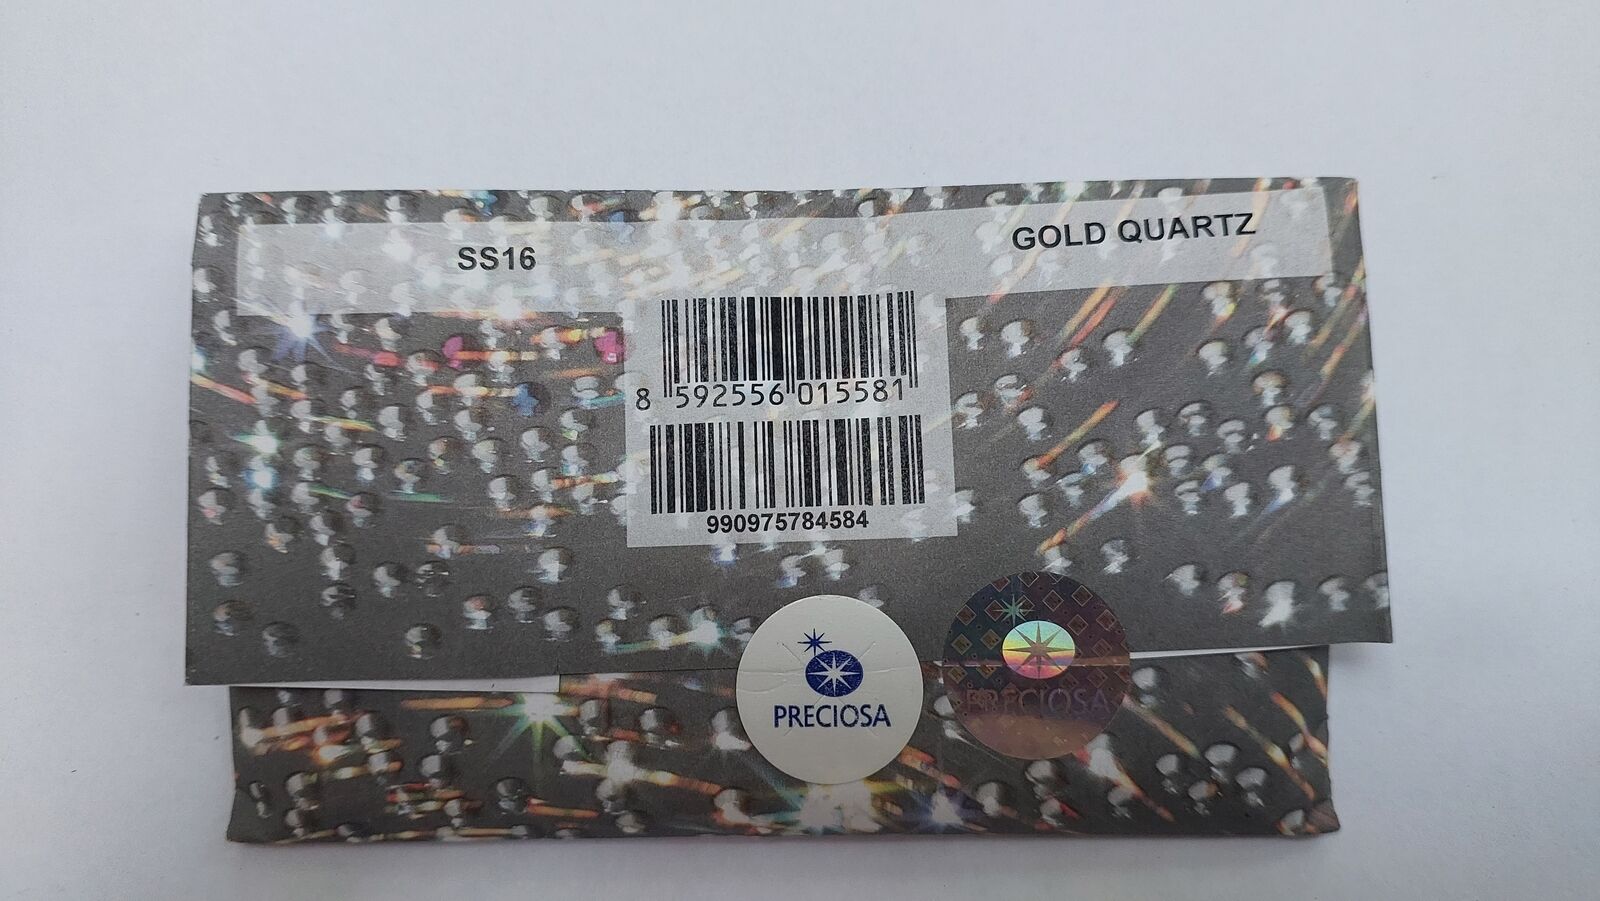 SS16
GOLD QUARTZ
8 592556 015581
990975784584
PRECIOSA
PRECIOSA